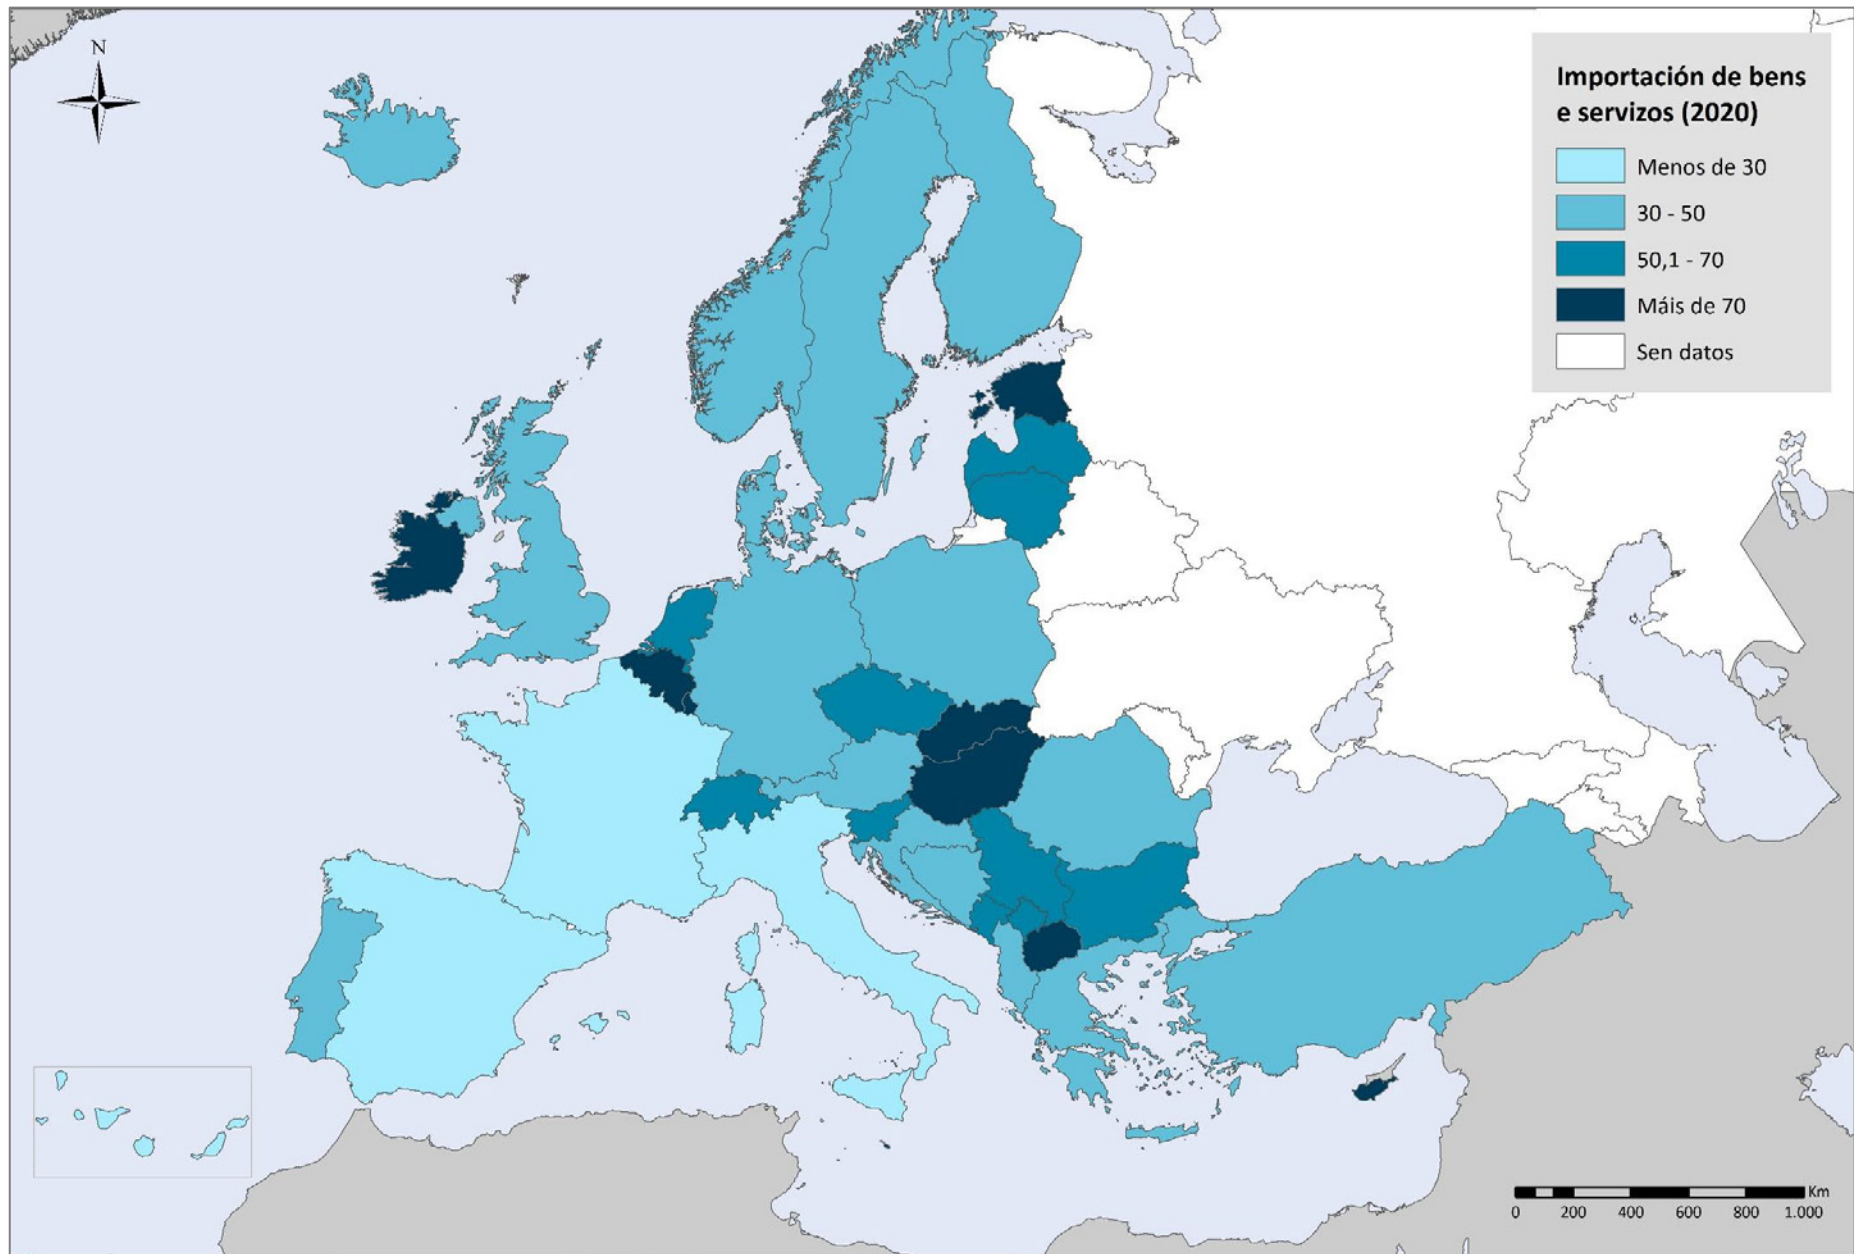 N
Importación de bens
e servizos (2020)
Menos de 30
30 - 50
50,1 - 70
Máis de 70
Sen datos
Km
0 200 400 600 800 1.000